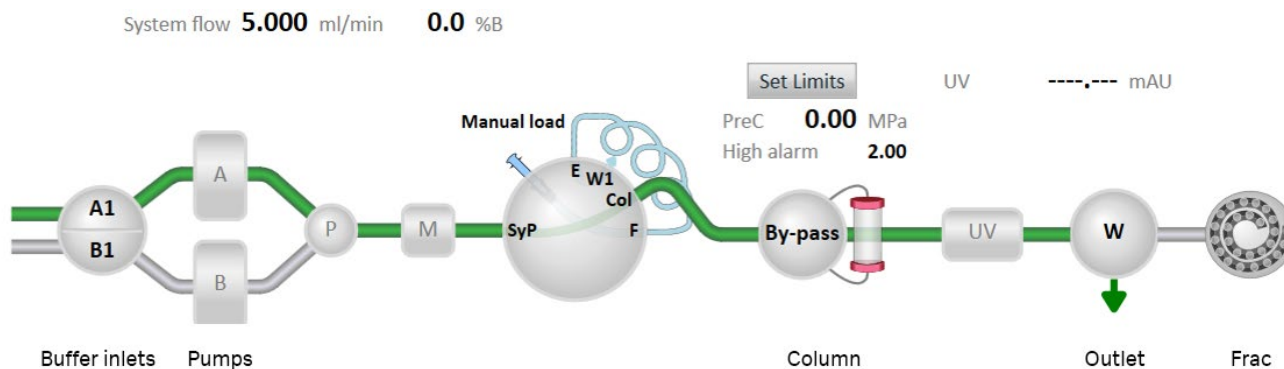 System flow 5.000 ml/min 0.0 %B
Set Limits UV ----.--- mAU
Manual load PreC 0.00 MPa
High alarm 2.00
E
W1
Col
A
A1 P M SyP F By-pass UV W
B1
B
Buffer inlets Pumps Column Outlet Frac